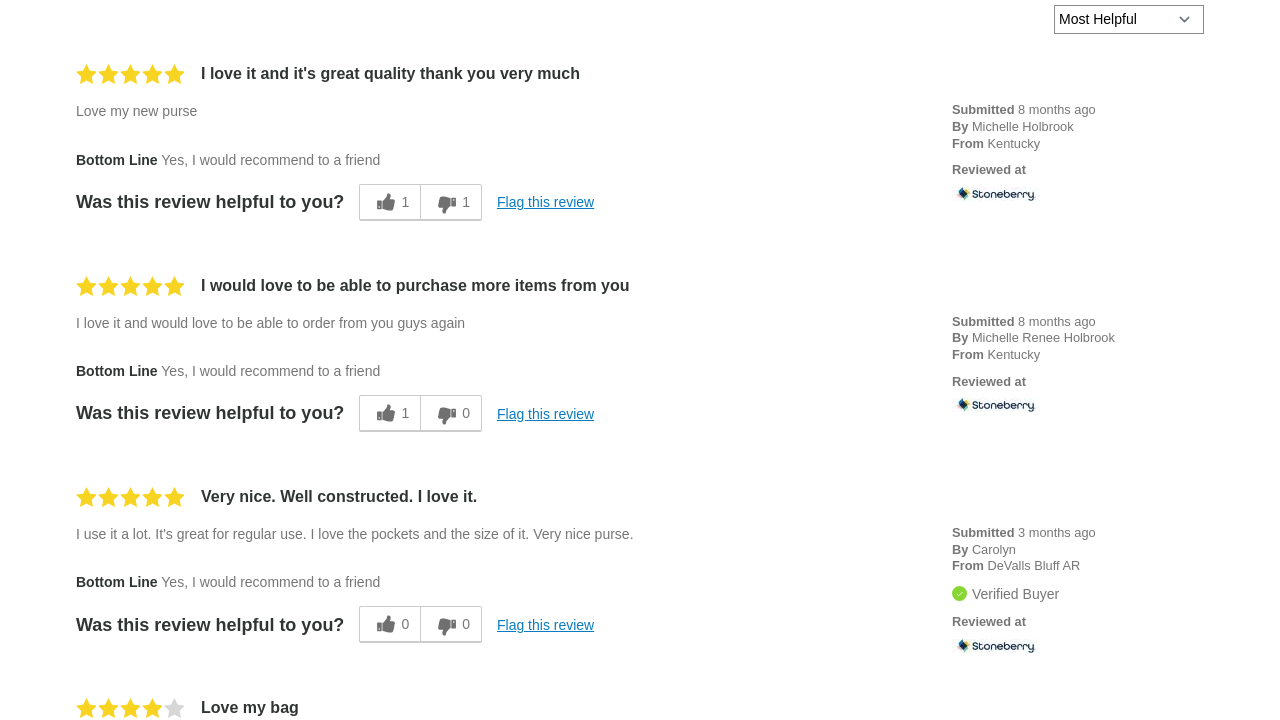 Most Helpful
I love it and it's great quality thank you very much
Love my new purse
Submitted 8 months ago
By Michelle Holbrook
From Kentucky
Reviewed at
Stoneberry
Bottom Line Yes, I would recommend to a friend
Was this review helpful to you? 1 1 Flag this review
I would love to be able to purchase more items from you
I love it and would love to be able to order from you guys again
Submitted 8 months ago
By Michelle Renee Holbrook
From Kentucky
Reviewed at
Stoneberry
Bottom Line Yes, I would recommend to a friend
Was this review helpful to you? 1 0 Flag this review
Very nice. Well constructed. I love it.
I use it a lot. It's great for regular use. I love the pockets and the size of it. Very nice purse.
Submitted 3 months ago
By Carolyn
From DeValls Bluff AR
Verified Buyer
Reviewed at
Stoneberry
Bottom Line Yes, I would recommend to a friend
Was this review helpful to you? 0 0 Flag this review
Love my bag